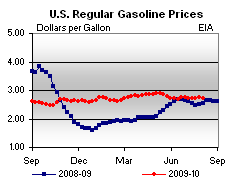 U.S. Regular Gasoline Prices
Dollars per Gallon EIA
5.00
4.00
3.00
2.00
1.00
Sep Dec Mar Jun Sep
2008-09 2009-10